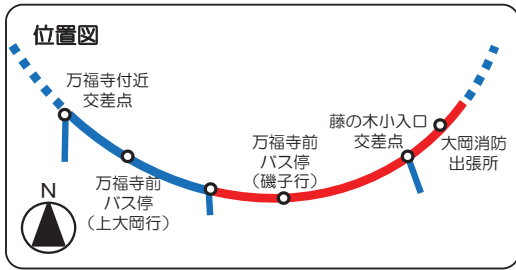 位置図
万福寺付近
交差点
万福寺前
バス停
（上大岡行）
万福寺前
バス停
（磯子行）
藤の木小入口
交差点
大岡消防
出張所
N